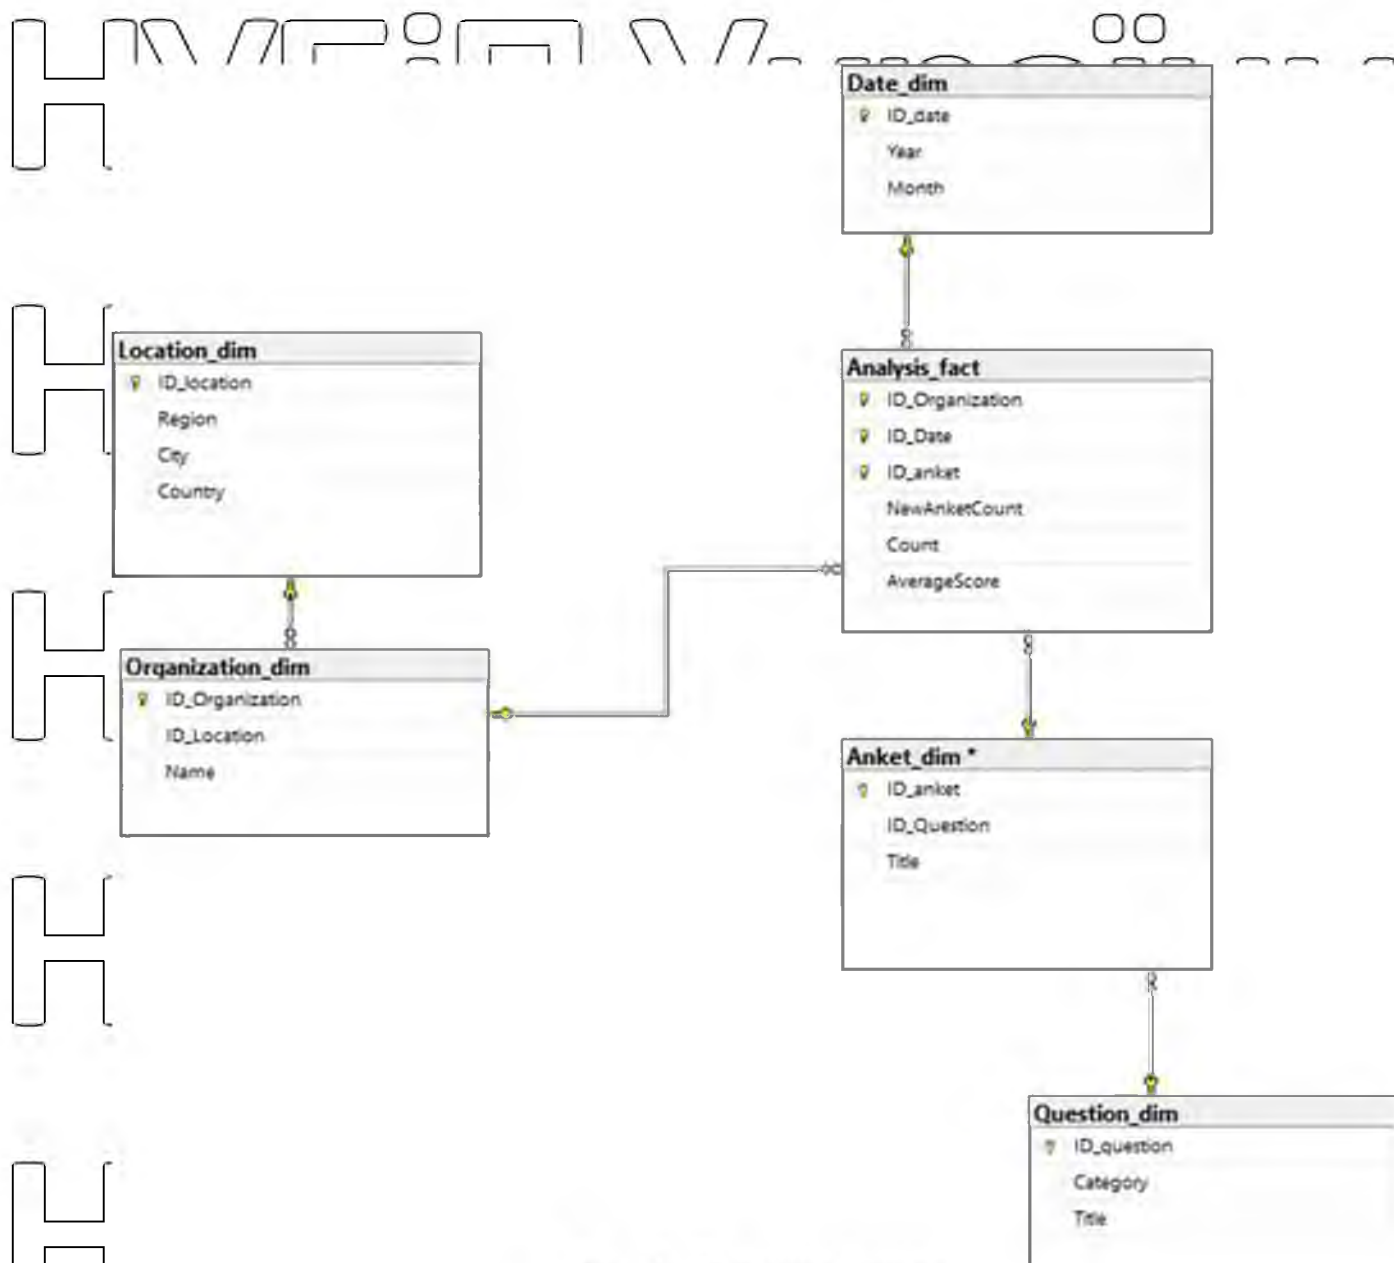 Date_dim
ID_date
Year
Month
Location_dim
ID_location
Region
City
Country
Analysis_fact
ID_Organization
ID_Date
ID_anket
NewAnketCount
Count
AverageScore
Organization_dim
ID_Organization
ID_Location
Name
Anket_dim *
ID_anket
ID_Question
Title
Question_dim
ID_question
Category
Title